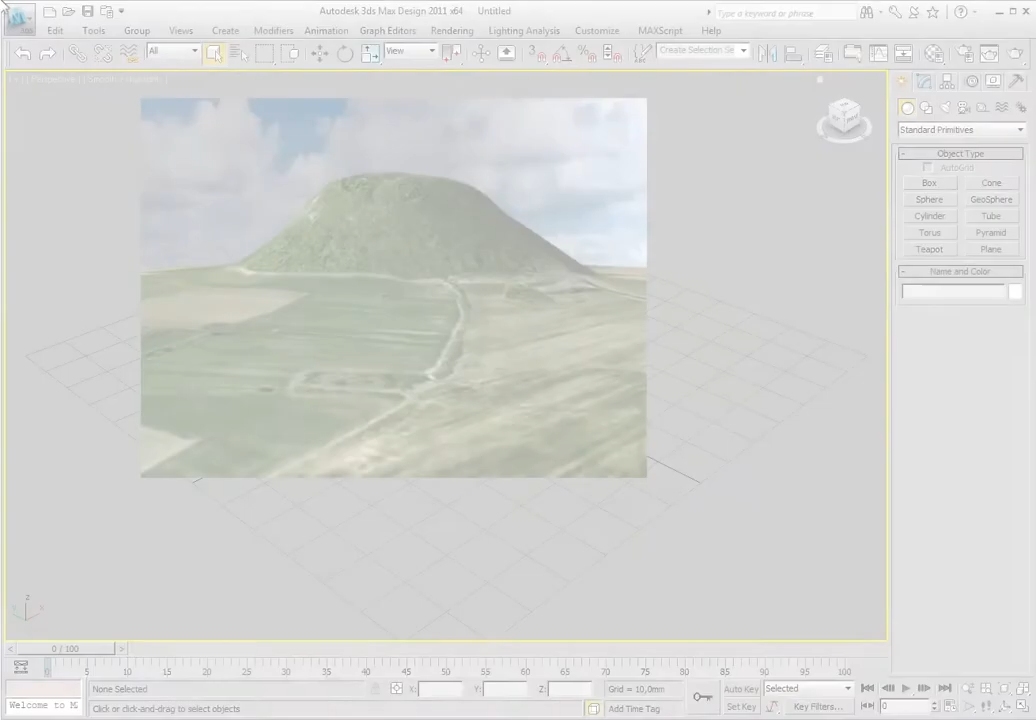 Autodesk 3ds Max Design 2011 x64 Untitled
Type a keyword or phrase
Edit Tools Group Views Create Modifiers Animation Graph Editors Rendering Lighting Analysis Customize MAXScript Help
All View Create Selection Se
Standard Primitives
Object Type
AutoGrid
Box Cone
Sphere GeoSphere
Cylinder Tube
Torus Pyramid
Teapot Plane
Name and Color
Z
0 / 100
0 5 10 15 20 25 30 35 40 45 50 55 60 65 70 75 80 85 90 95 100
None Selected X: Y: Z: Grid = 10,0mm Auto Key Selected
Welcome to M Click or click-and-drag to select objects Add Time Tag Set Key Key Filters... 0